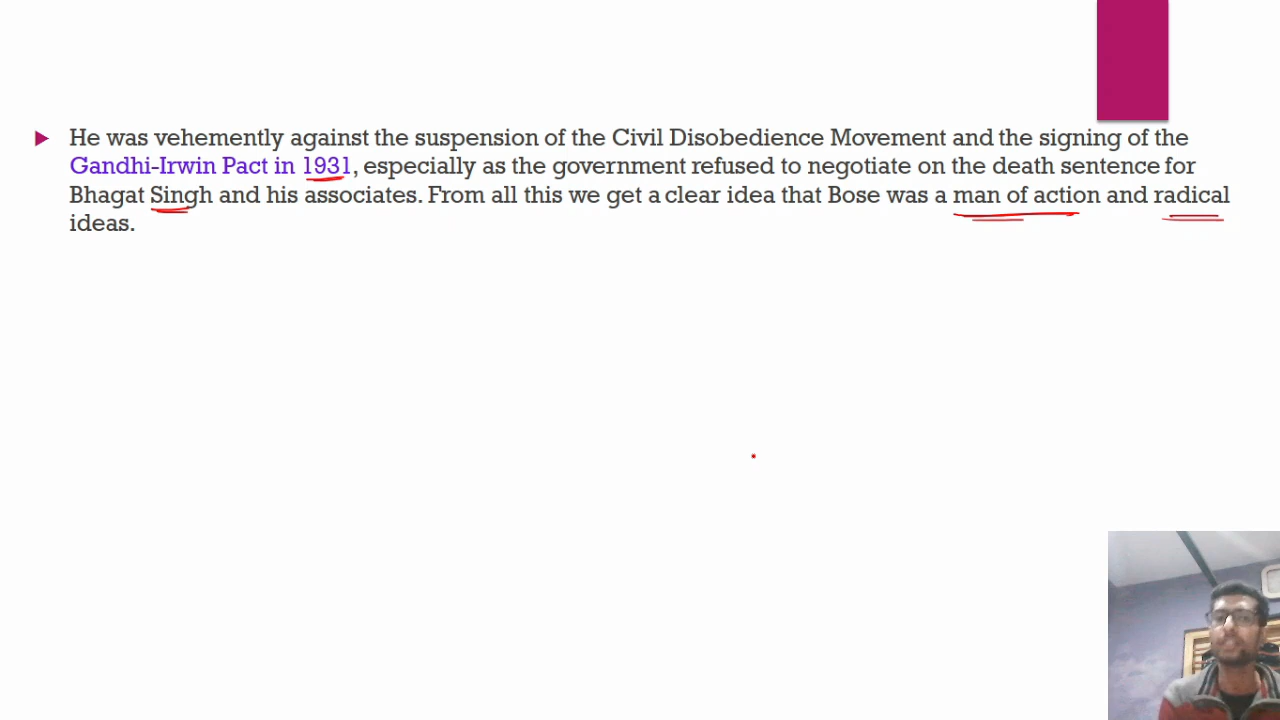 He was vehemently against the suspension of the Civil Disobedience Movement and the signing of the
Gandhi-Irwin Pact in 1931, especially as the government refused to negotiate on the death sentence for
Bhagat Singh and his associates. From all this we get a clear idea that Bose was a man of action and radical
ideas.